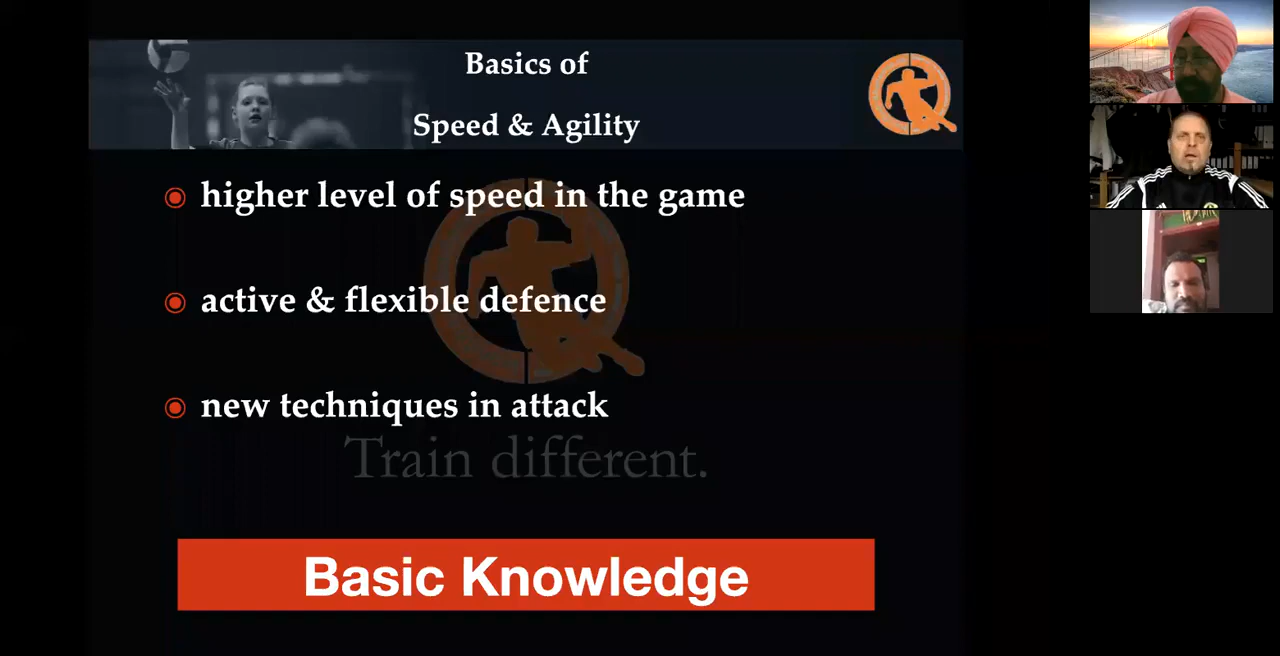 Basics of
Speed & Agility
higher level of speed in the game
active & flexible defence
new techniques in attack
Train different.
Basic Knowledge